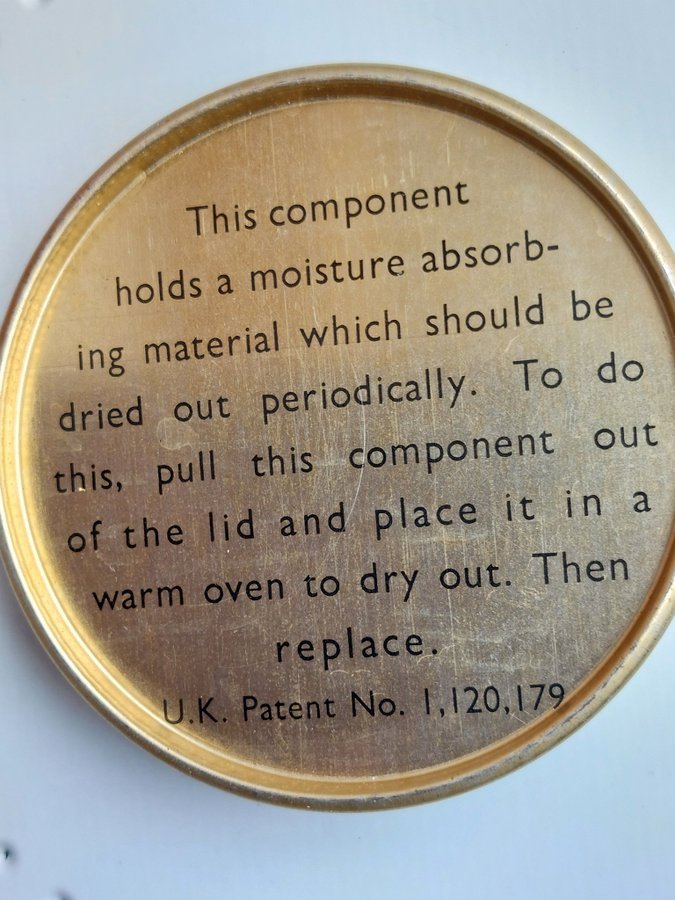 This component
holds a moisture absorb-
ing material which should be
dried out periodically. To do
this, pull this component out
of the lid and place it in a
warm oven to dry out. Then
replace.
U.K. Patent No. 1,120,179